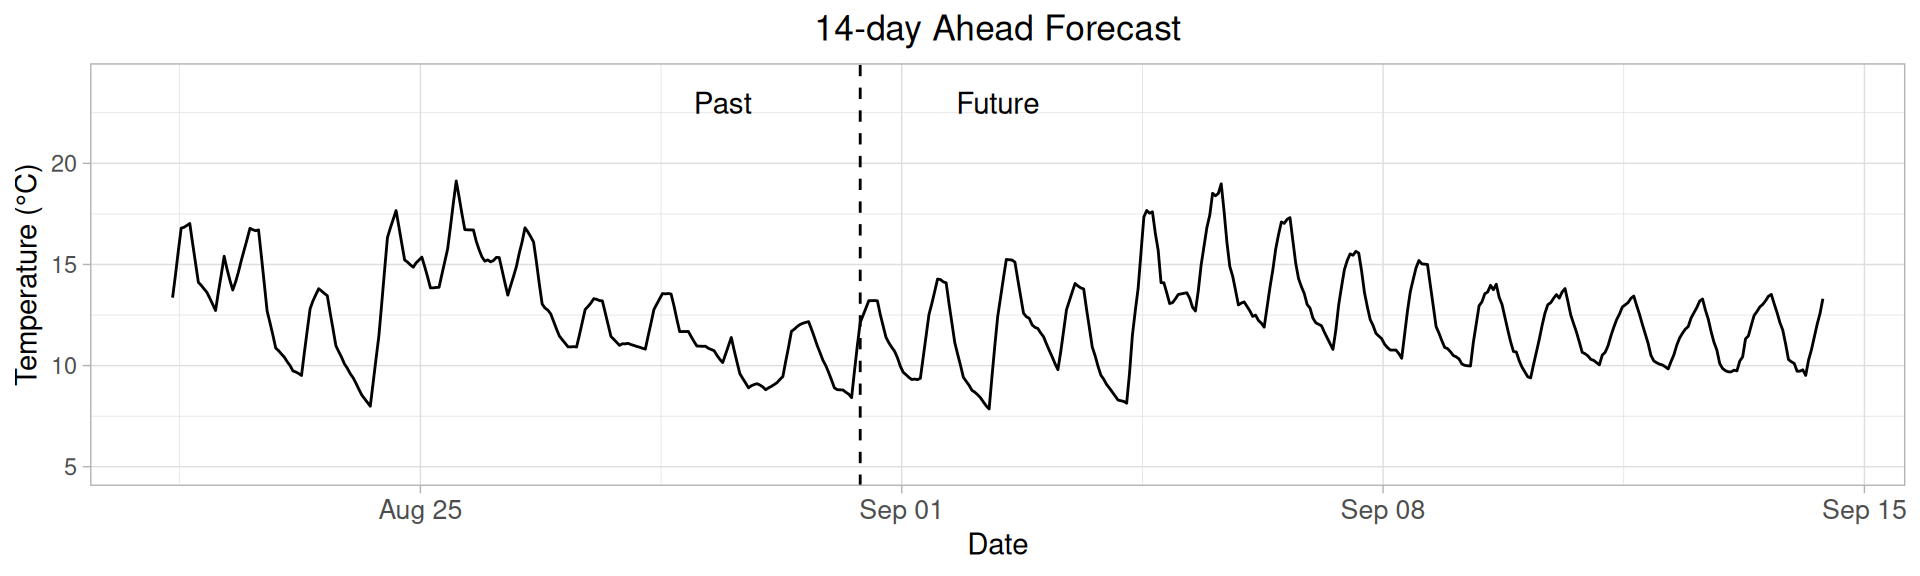 14-day Ahead Forecast
Past
Future
Temperature (°C)
20
15
10
5
Aug 25
Sep 01
Sep 08
Sep 15
Date